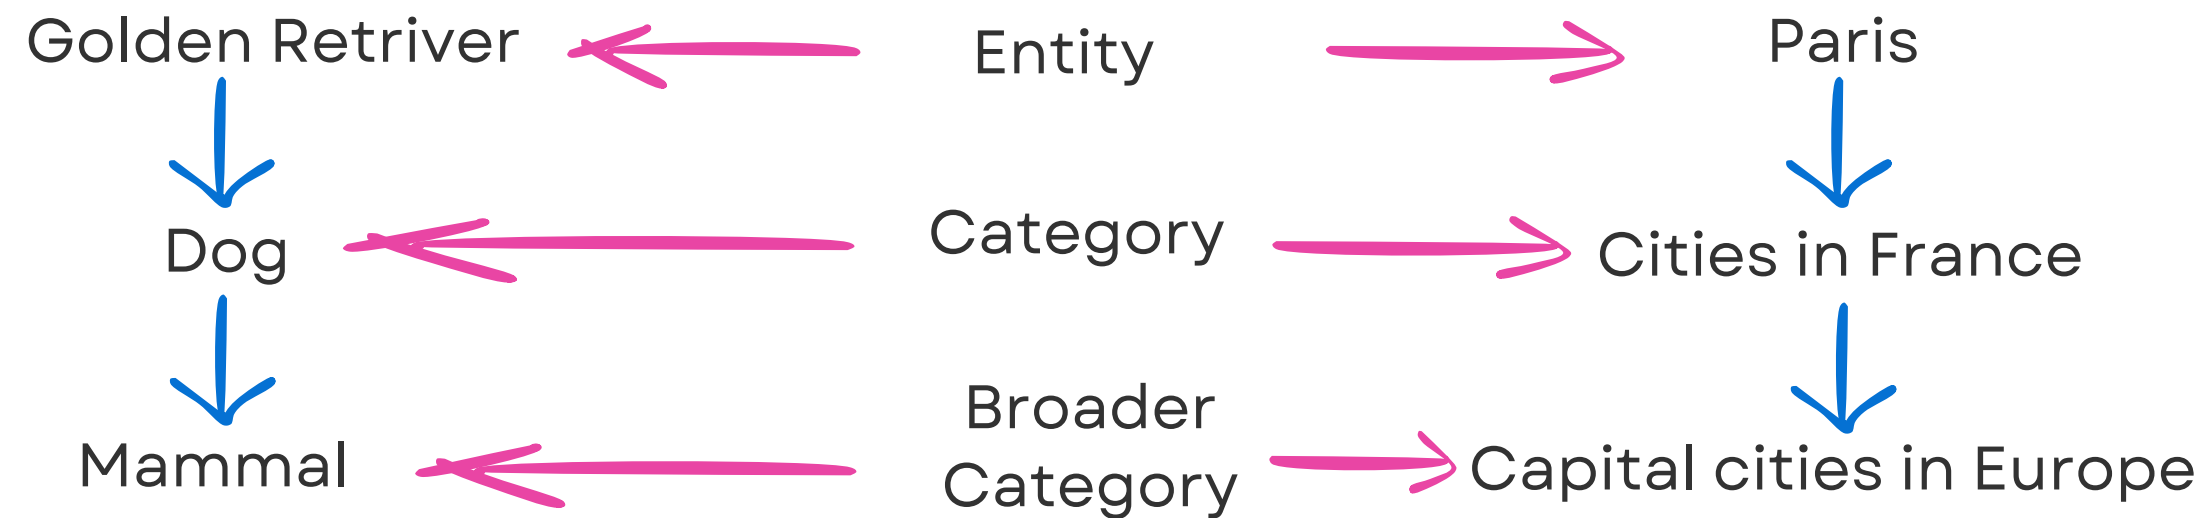 Golden Retriver
Entity
Paris
Dog
Category
Cities in France
Mammal
Broader
Category
Capital cities in Europe